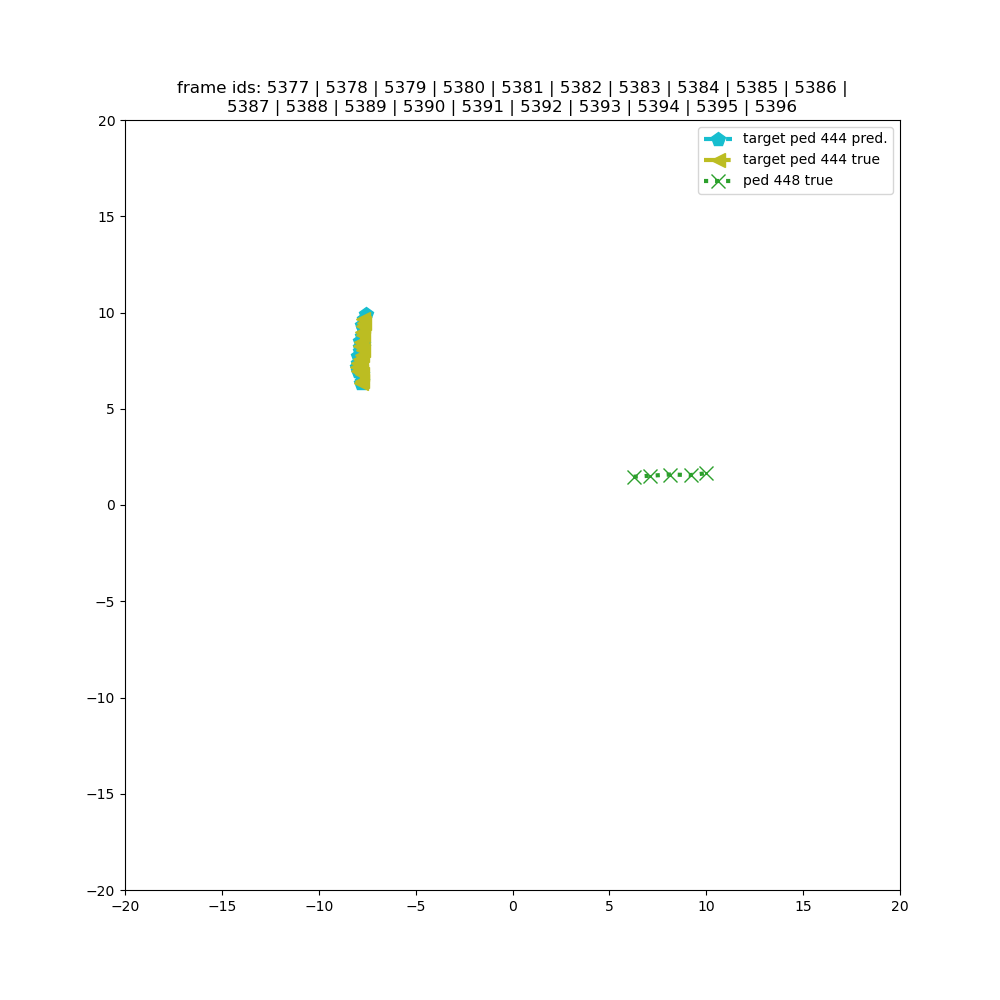 frame ids: 5377 | 5378 | 5379 | 5380 | 5381 | 5382 | 5383 | 5384 | 5385 | 5386 |
5387 | 5388 | 5389 | 5390 | 5391 | 5392 | 5393 | 5394 | 5395 | 5396
target ped 444 pred.
target ped 444 true
ped 448 true
20
15
10
5
0
−5
−10
−15
−20
−20 −15 −10 −5 0 5 10 15 20